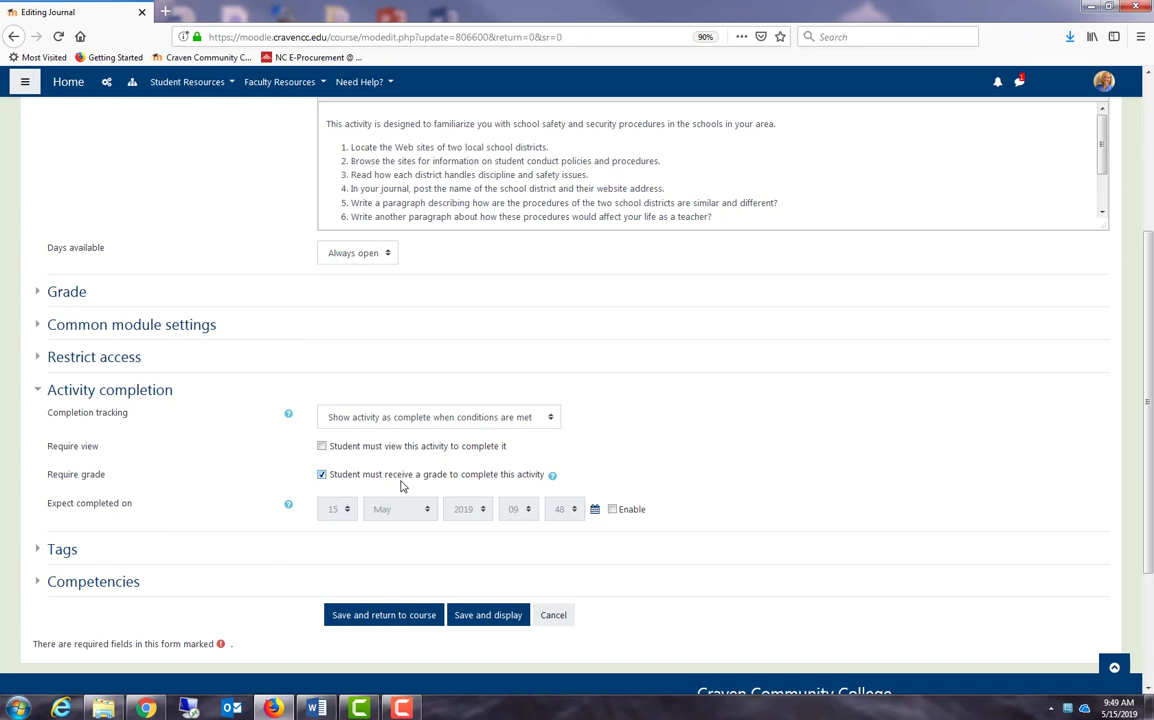 Editing Journal
https://moodle.cravencc.edu/course/modedit.php?update=806600&return=0&sr=0
90%
Search
Most Visited
Getting Started
Craven Community C...
NC E-Procurement @ ...
Home
Student Resources
Faculty Resources
Need Help?
This activity is designed to familiarize you with school safety and security procedures in the schools in your area.
1. Locate the Web sites of two local school districts.
2. Browse the sites for information on student conduct policies and procedures.
3. Read how each district handles discipline and safety issues.
4. In your journal, post the name of the school district and their website address.
5. Write a paragraph describing how are the procedures of the two school districts are similar and different?
6. Write another paragraph about how these procedures would affect your life as a teacher?
Days available
Always open
Grade
Common module settings
Restrict access
Activity completion
Completion tracking
Show activity as complete when conditions are met
Require view
Student must view this activity to complete it
Require grade
Student must receive a grade to complete this activity
Expect completed on
15 May 2019 09 48 Enable
Tags
Competencies
Save and return to course
Save and display
Cancel
There are required fields in this form marked .
Craven Community College
9:49 AM
5/15/2019